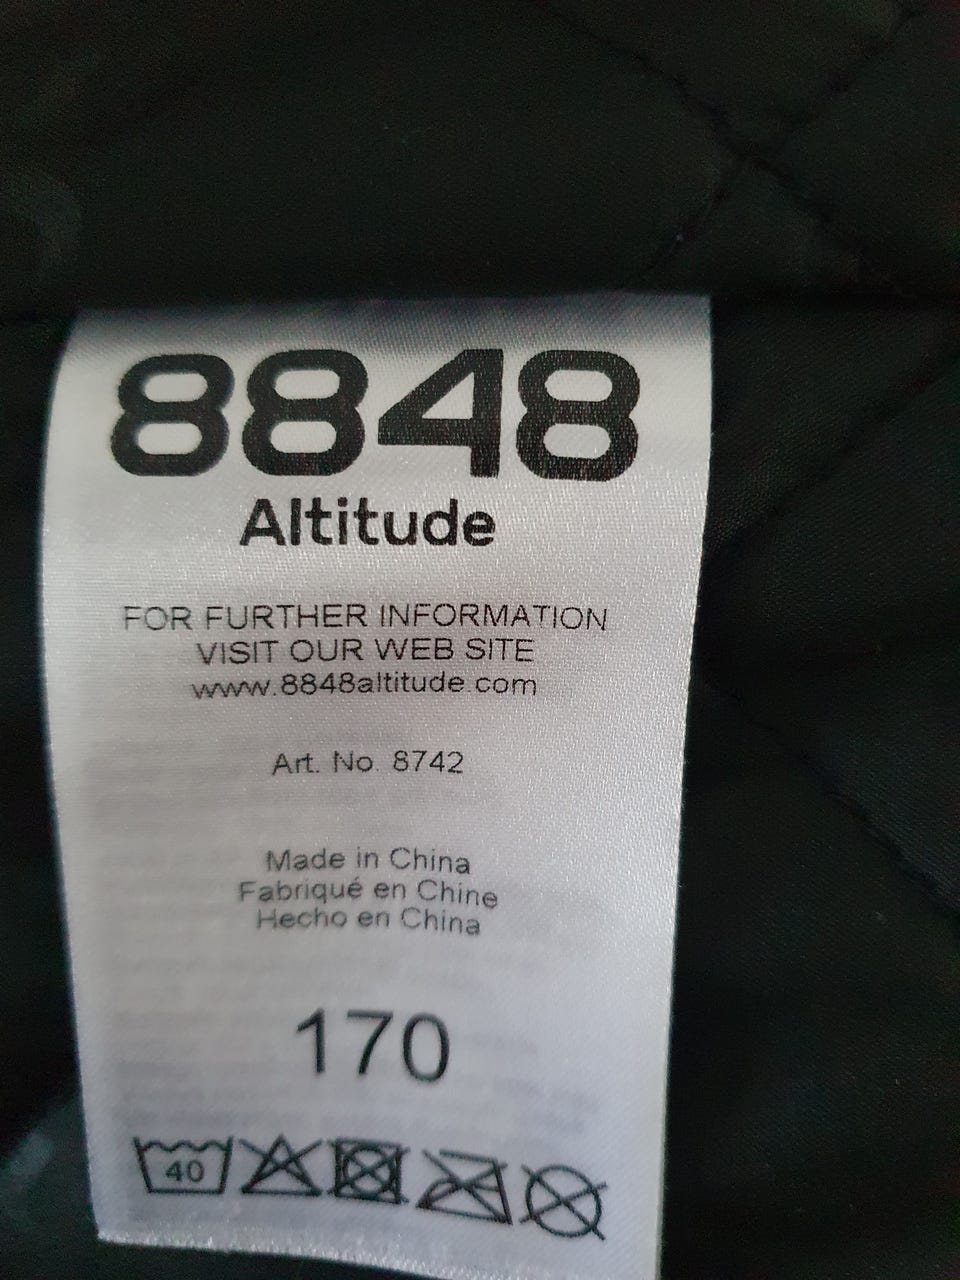 8848
Altitude
FOR FURTHER INFORMATION
VISIT OUR WEB SITE
www.8848altitude.com
Art. No. 8742
Made in China
Fabriqué en Chine
Hecho en China
170
40